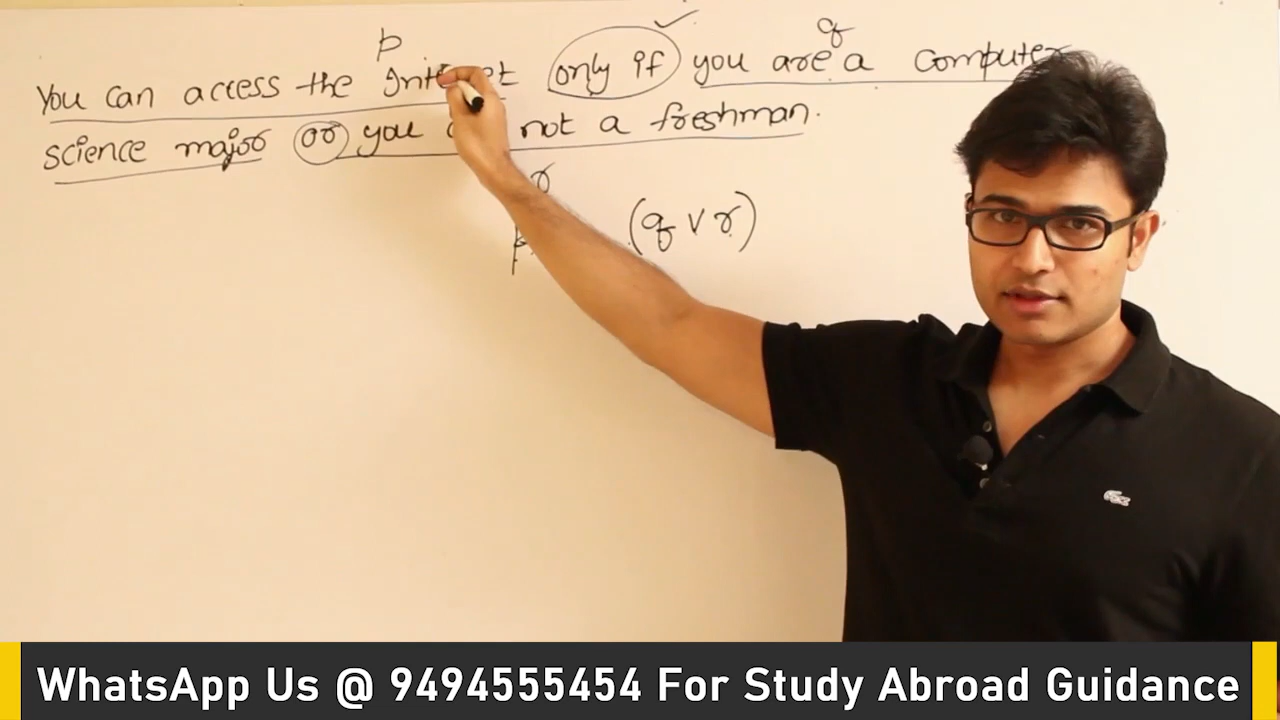 p q
You can access the Internet only if you are a computer
science major or you not a freshman.
r
p (q ∨ r)
WhatsApp Us @ 9494555454 For Study Abroad Guidance